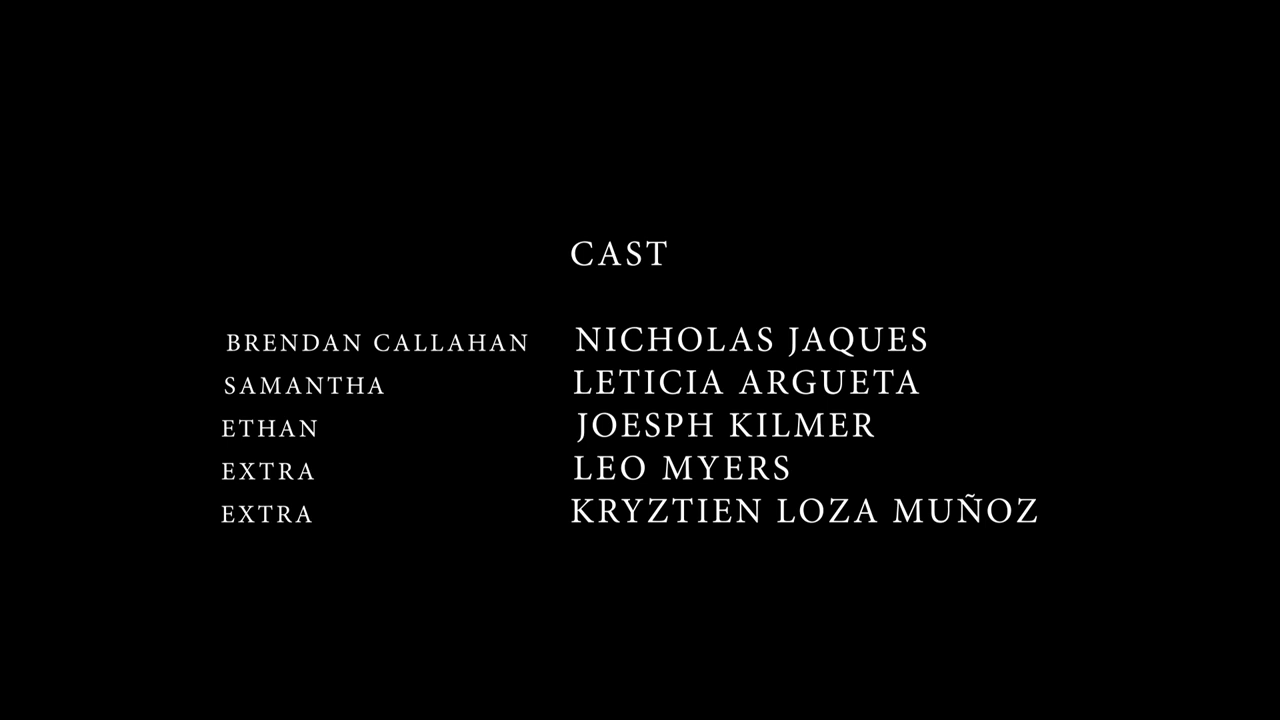 CAST
BRENDAN CALLAHAN NICHOLAS JAQUES
SAMANTHA LETICIA ARGUETA
ETHAN JOESPH KILMER
EXTRA LEO MYERS
EXTRA KRYZTIEN LOZA MUÑOZ